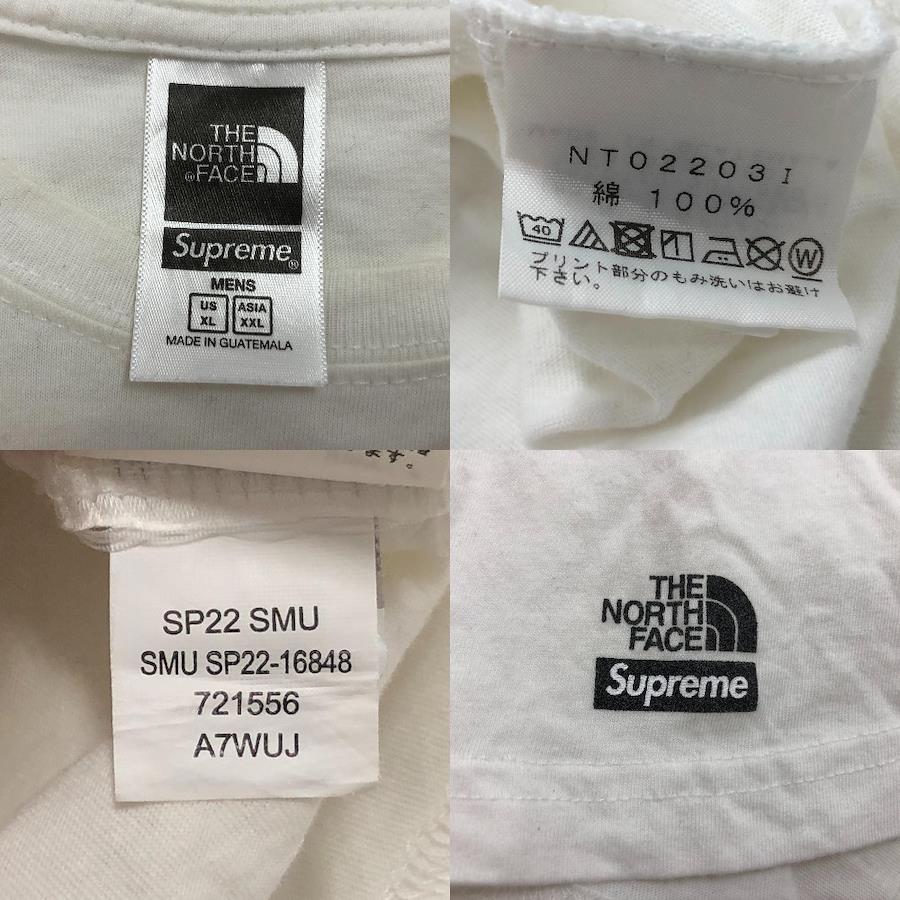 THE
NORTH
FACE
Supreme
MENS
US ASIA
XL XXL
MADE IN GUATEMALA
NT02203I
綿 100%
40 W
プリント部分のもみ洗いはお避け
下さい。
SP22 SMU
SMU SP22-16848
721556
A7WUJ
THE
NORTH
FACE
Supreme